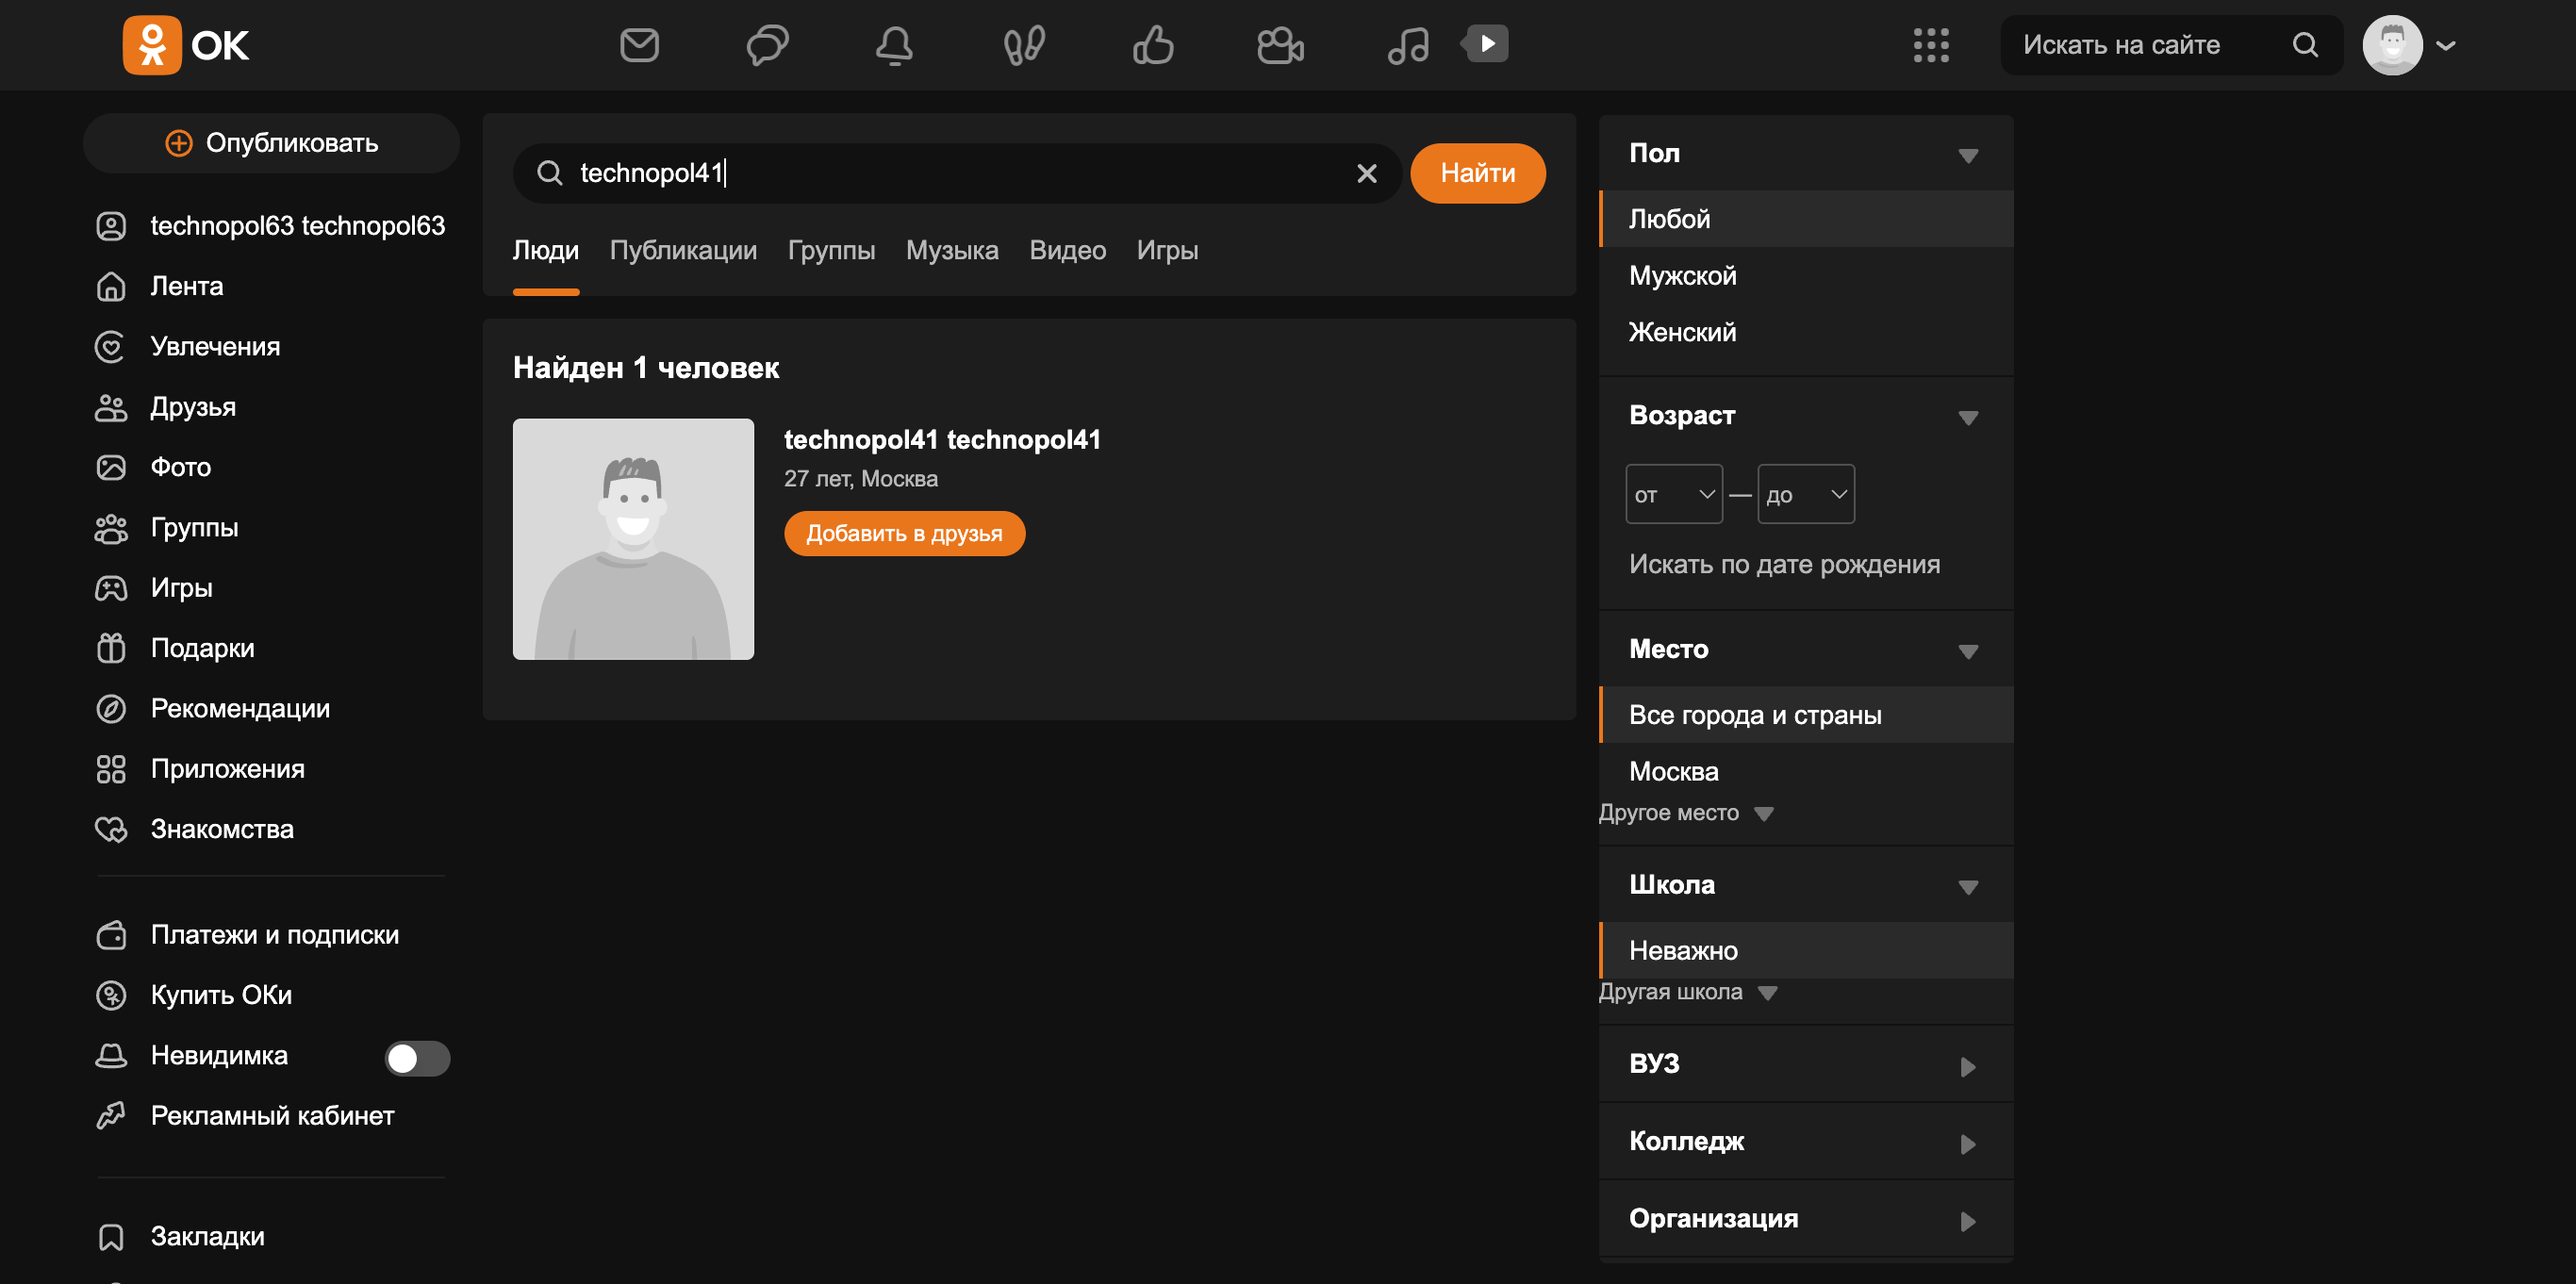 ОК
Искать на сайте
Опубликовать
technopol63 technopol63
Лента
Увлечения
Друзья
Фото
Группы
Игры
Подарки
Рекомендации
Приложения
Знакомства
Платежи и подписки
Купить ОКи
Невидимка
Рекламный кабинет
Закладки
technopol41
Найти
Люди Публикации Группы Музыка Видео Игры
Найден 1 человек
technopol41 technopol41
27 лет, Москва
Добавить в друзья
Пол
Любой
Мужской
Женский
Возраст
от — до
Искать по дате рождения
Место
Все города и страны
Москва
Другое место
Школа
Неважно
Другая школа
ВУЗ
Колледж
Организация